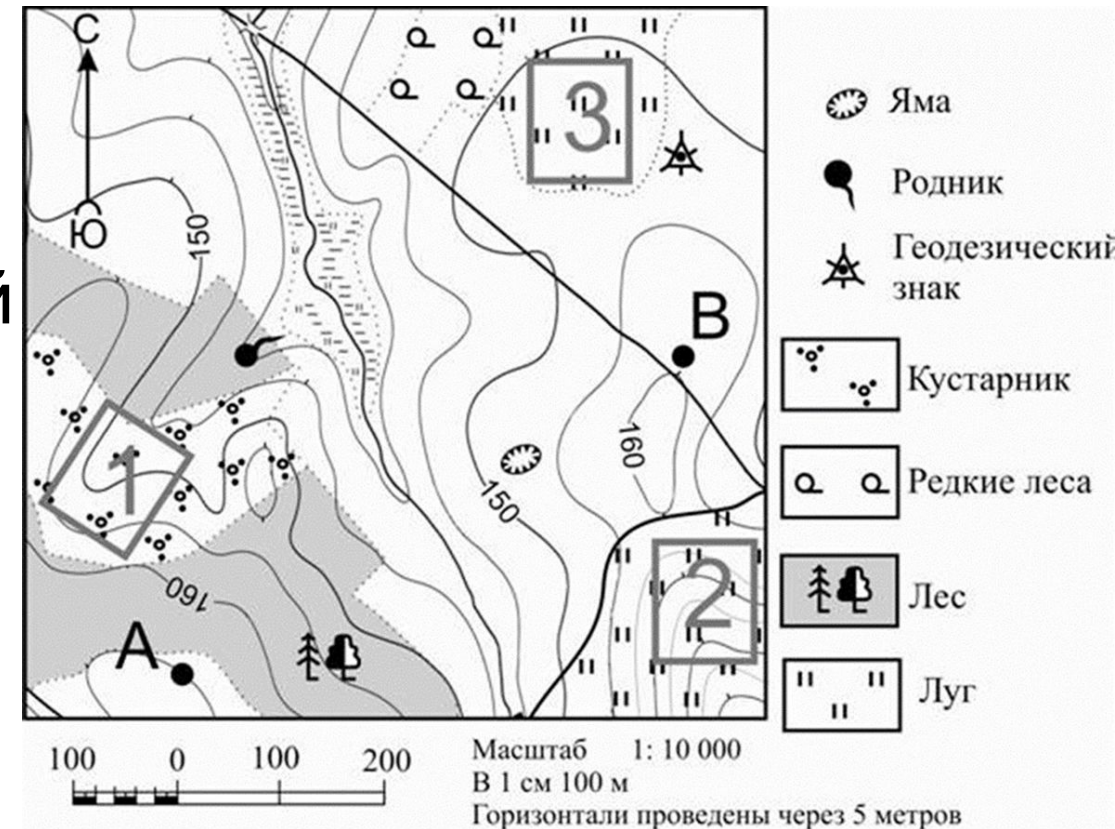 С
Ю
й
150
3
В
160
150
1
2
160
А
Яма
Родник
Геодезический
знак
Кустарник
Редкие леса
Лес
Луг
100 0 100 200
Масштаб 1: 10 000
В 1 см 100 м
Горизонтали проведены через 5 метров